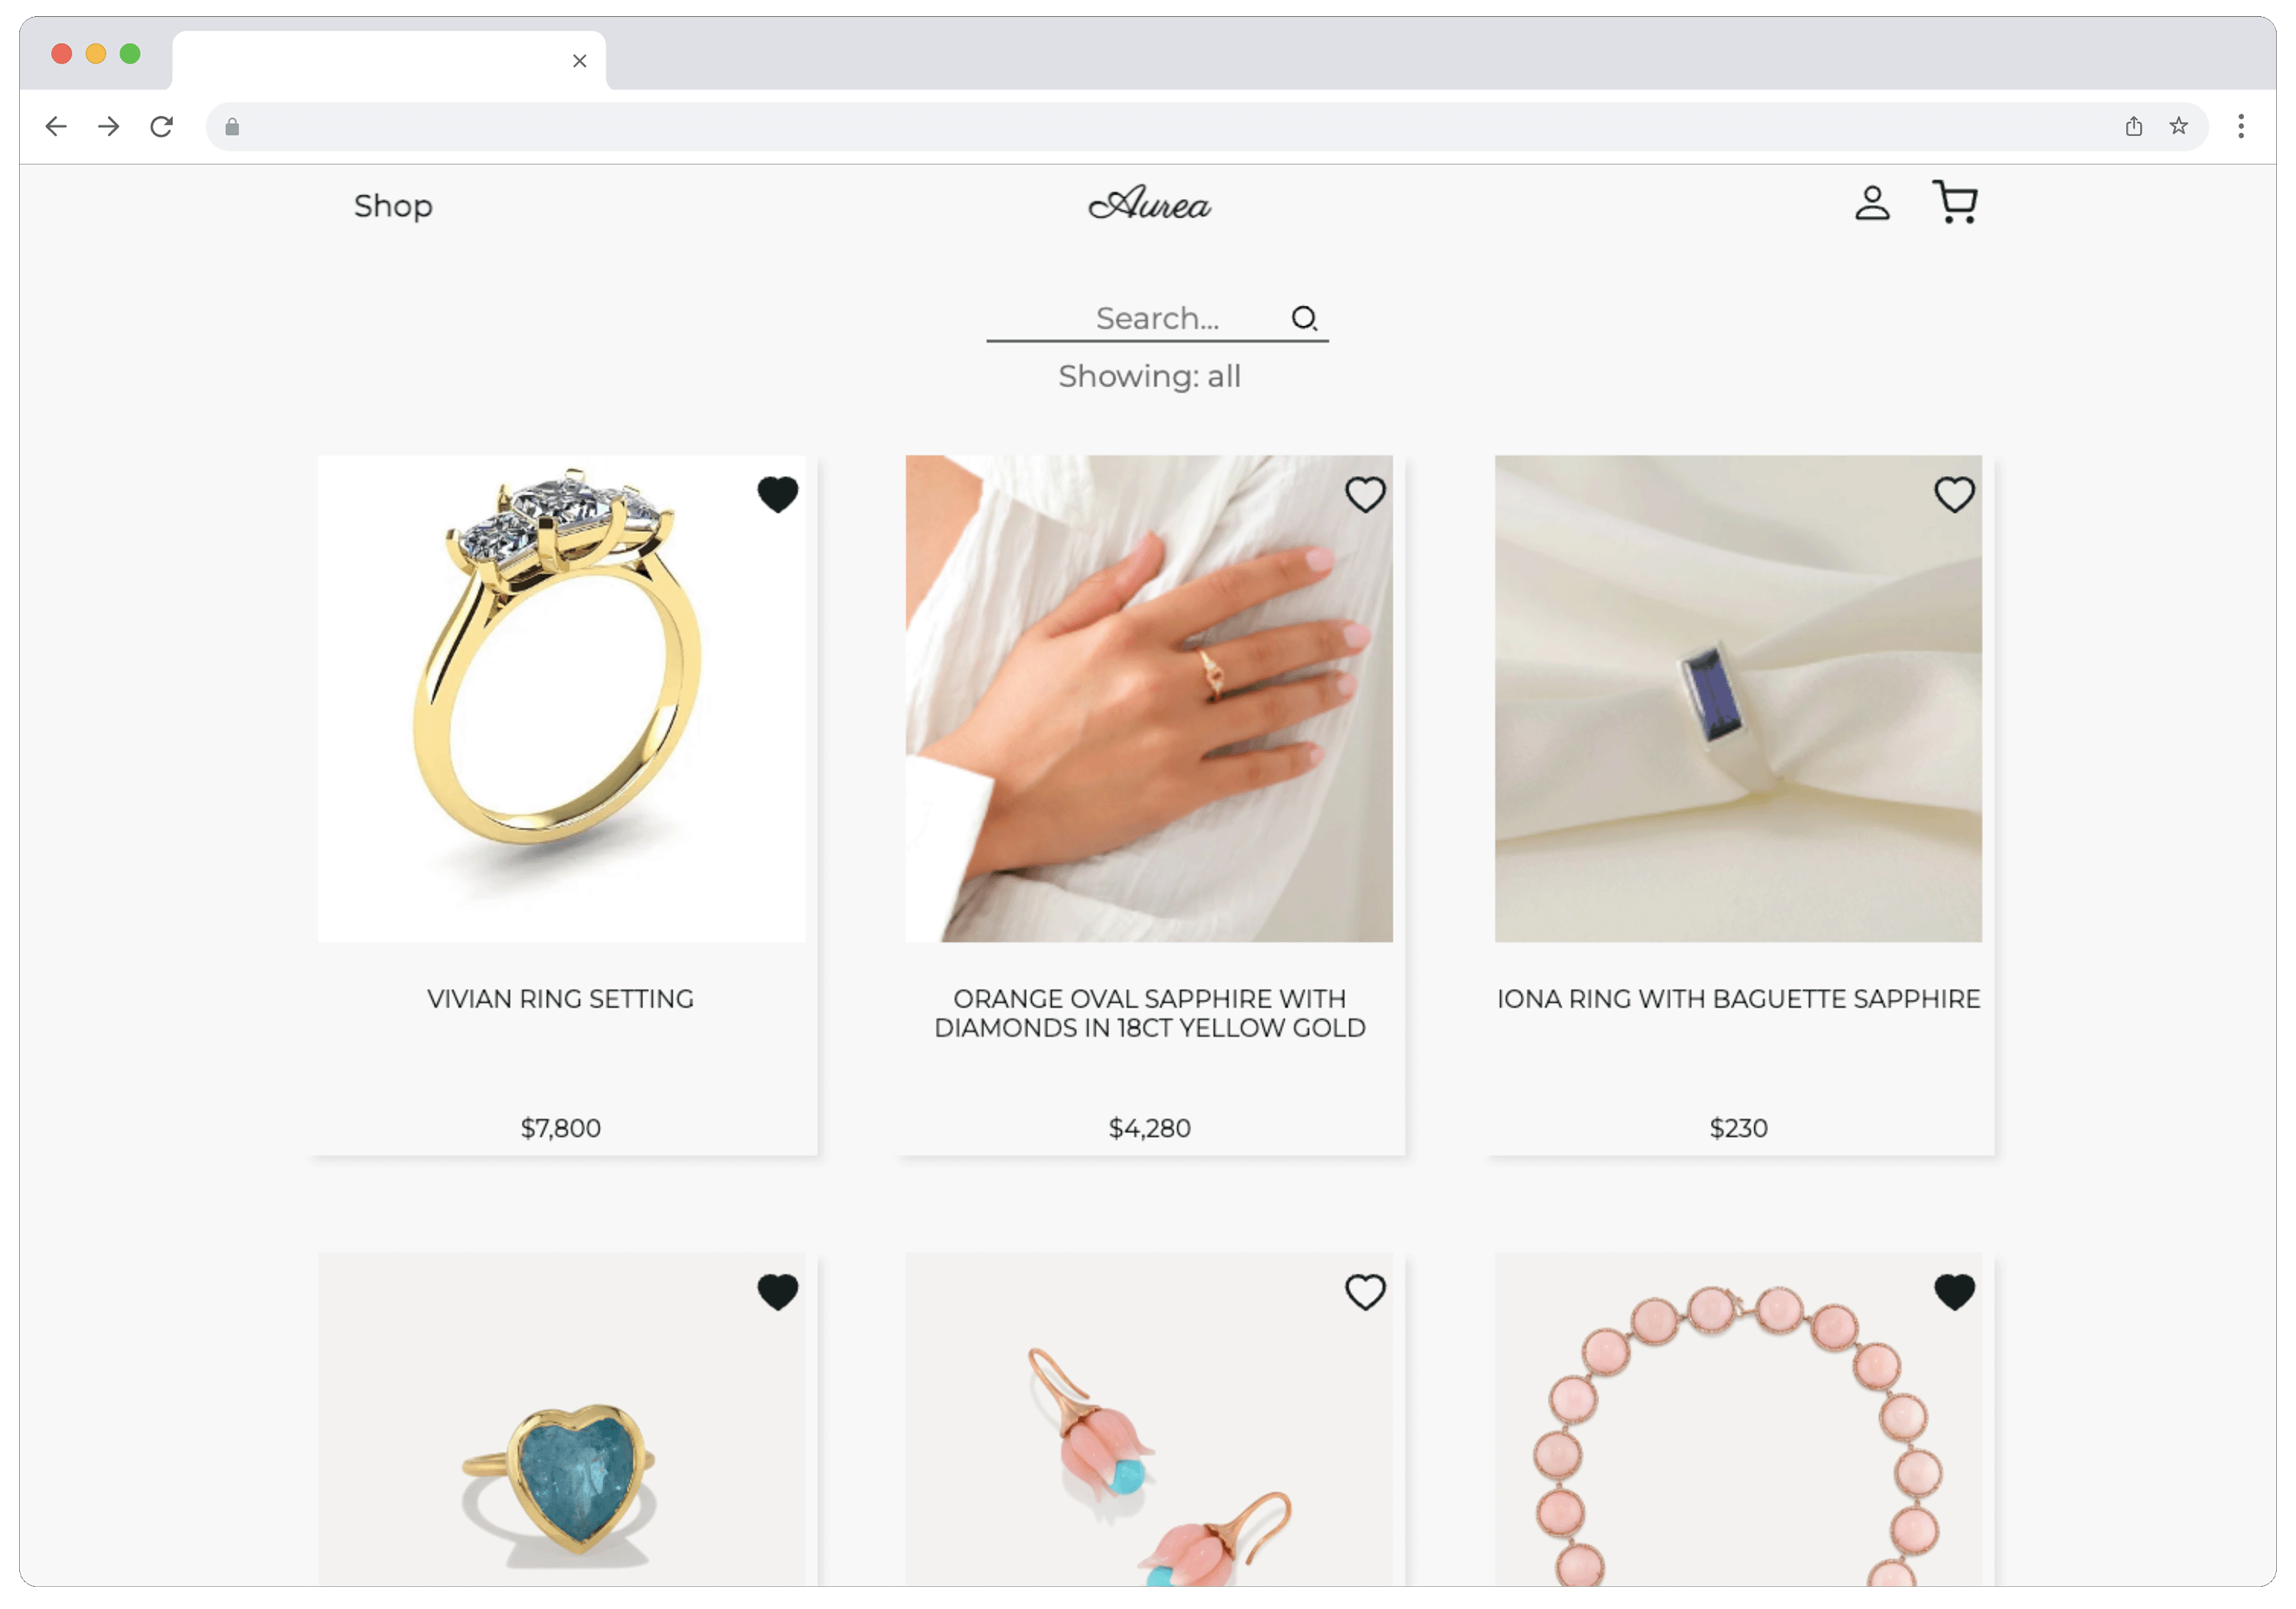 Shop
Aurea
Search...
Showing: all
VIVIAN RING SETTING
$7,800
ORANGE OVAL SAPPHIRE WITH
DIAMONDS IN 18CT YELLOW GOLD
$4,280
IONA RING WITH BAGUETTE SAPPHIRE
$230